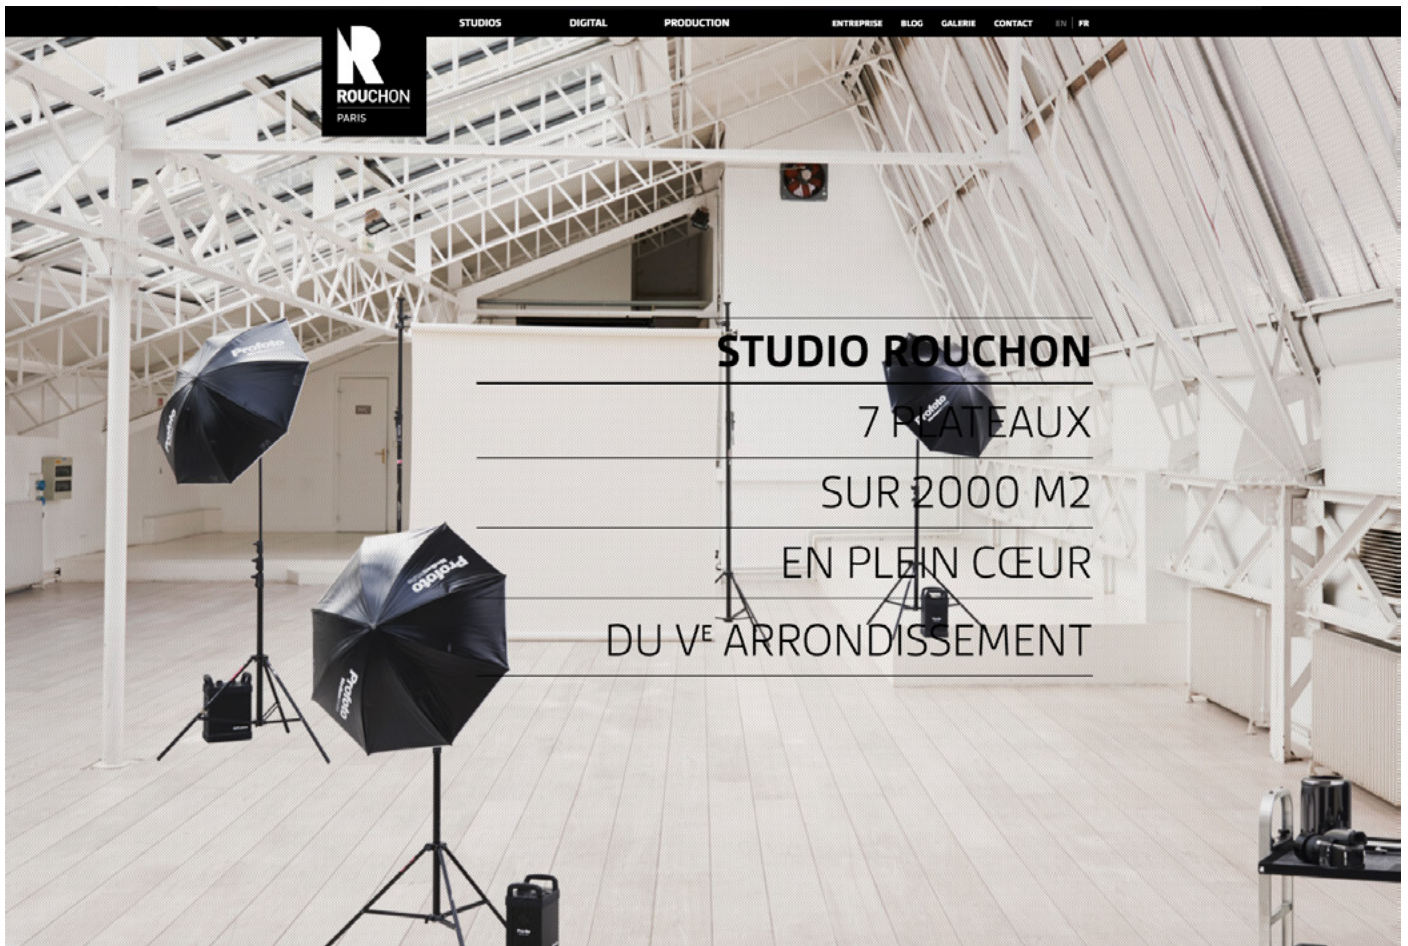 STUDIOS DIGITAL PRODUCTION ENTREPRISE BLOG GALERIE CONTACT EN FR
R
ROUCHON
PARIS
STUDIO ROUCHON
7 PLATEAUX
SUR 2000 M2
EN PLEIN CŒUR
DU Vᴱ ARRONDISSEMENT
Profoto
Profoto
Profoto
Profoto
Profoto